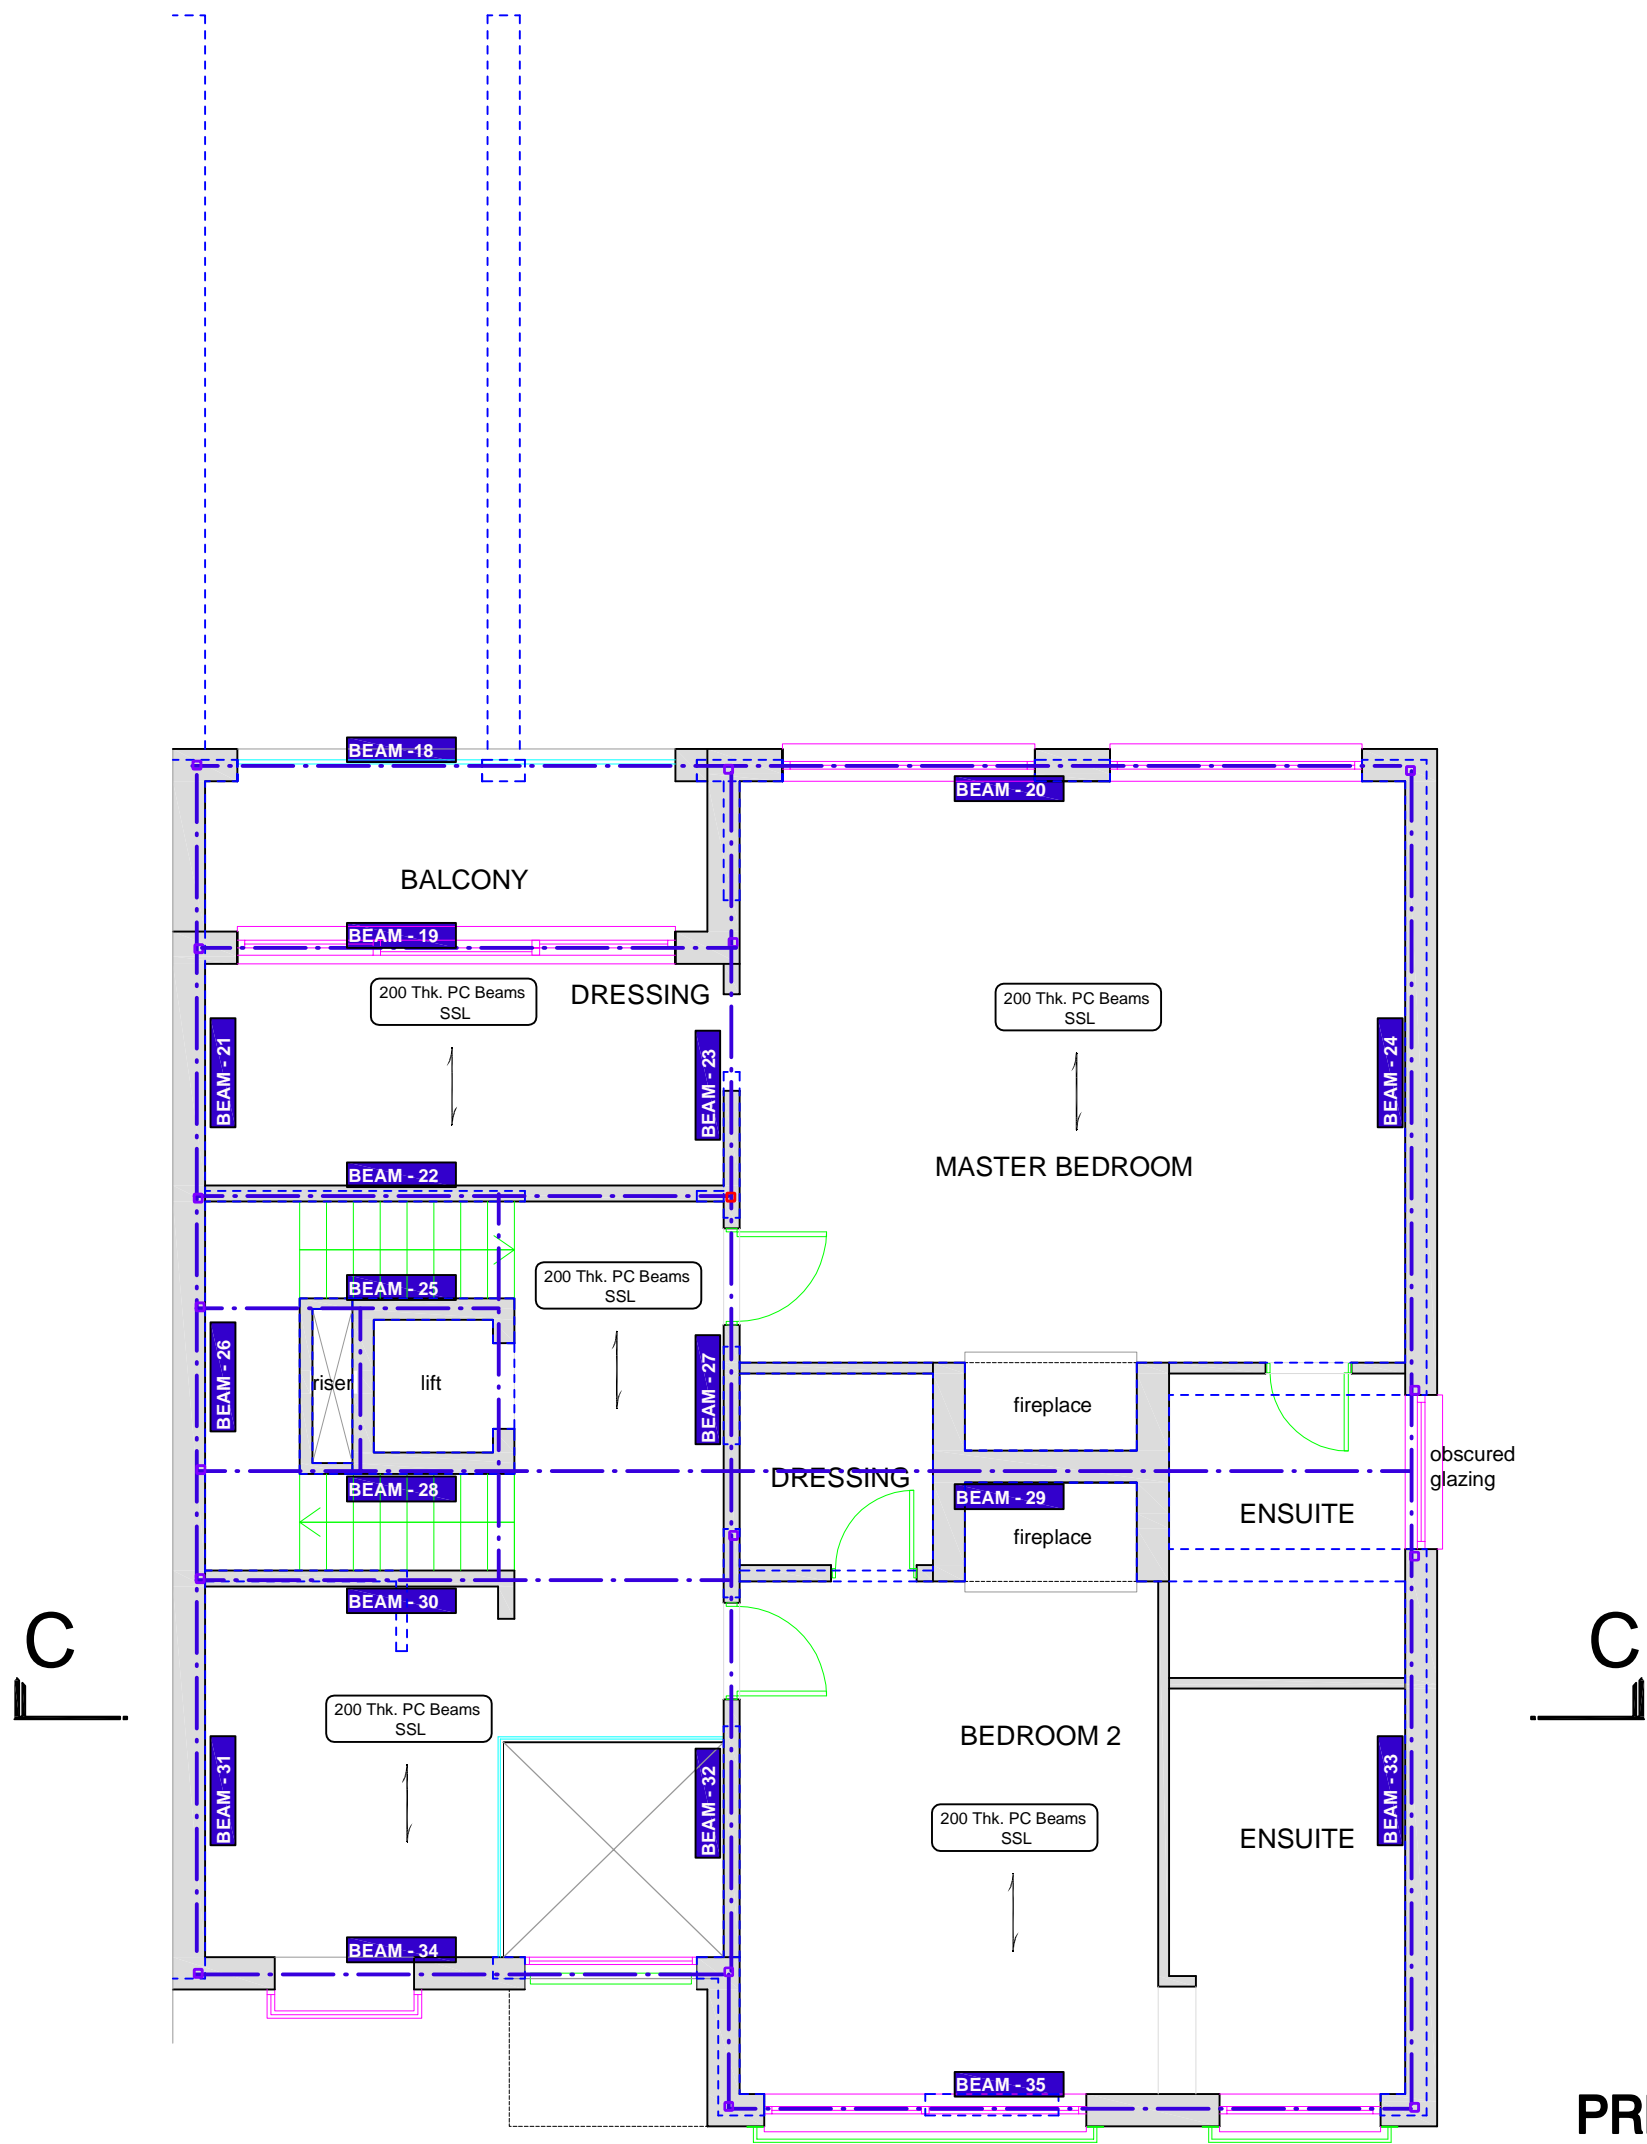 BEAM -18
BEAM - 20
BALCONY
BEAM - 19
200 Thk. PC Beams
SSL
DRESSING
200 Thk. PC Beams
SSL
BEAM - 21
BEAM - 23
BEAM - 24
MASTER BEDROOM
BEAM - 22
200 Thk. PC Beams
SSL
BEAM - 25
BEAM - 26
riser
lift
BEAM - 27
fireplace
obscured
glazing
DRESSING
BEAM - 28
BEAM - 29
ENSUITE
fireplace
BEAM - 30
C
C
200 Thk. PC Beams
SSL
BEDROOM 2
BEAM - 31
BEAM - 32
BEAM - 33
200 Thk. PC Beams
SSL
ENSUITE
BEAM - 34
BEAM - 35